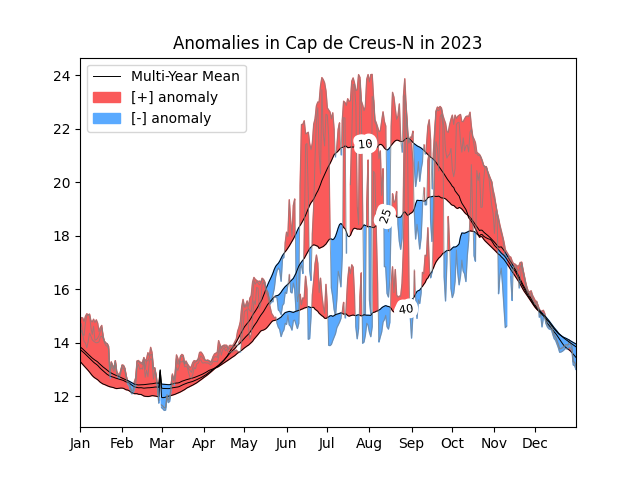 Anomalies in Cap de Creus-N in 2023
Multi-Year Mean
[+] anomaly
[-] anomaly
24
22
20
18
16
14
12
10
25
40
Jan Feb Mar Apr May Jun Jul Aug Sep Oct Nov Dec